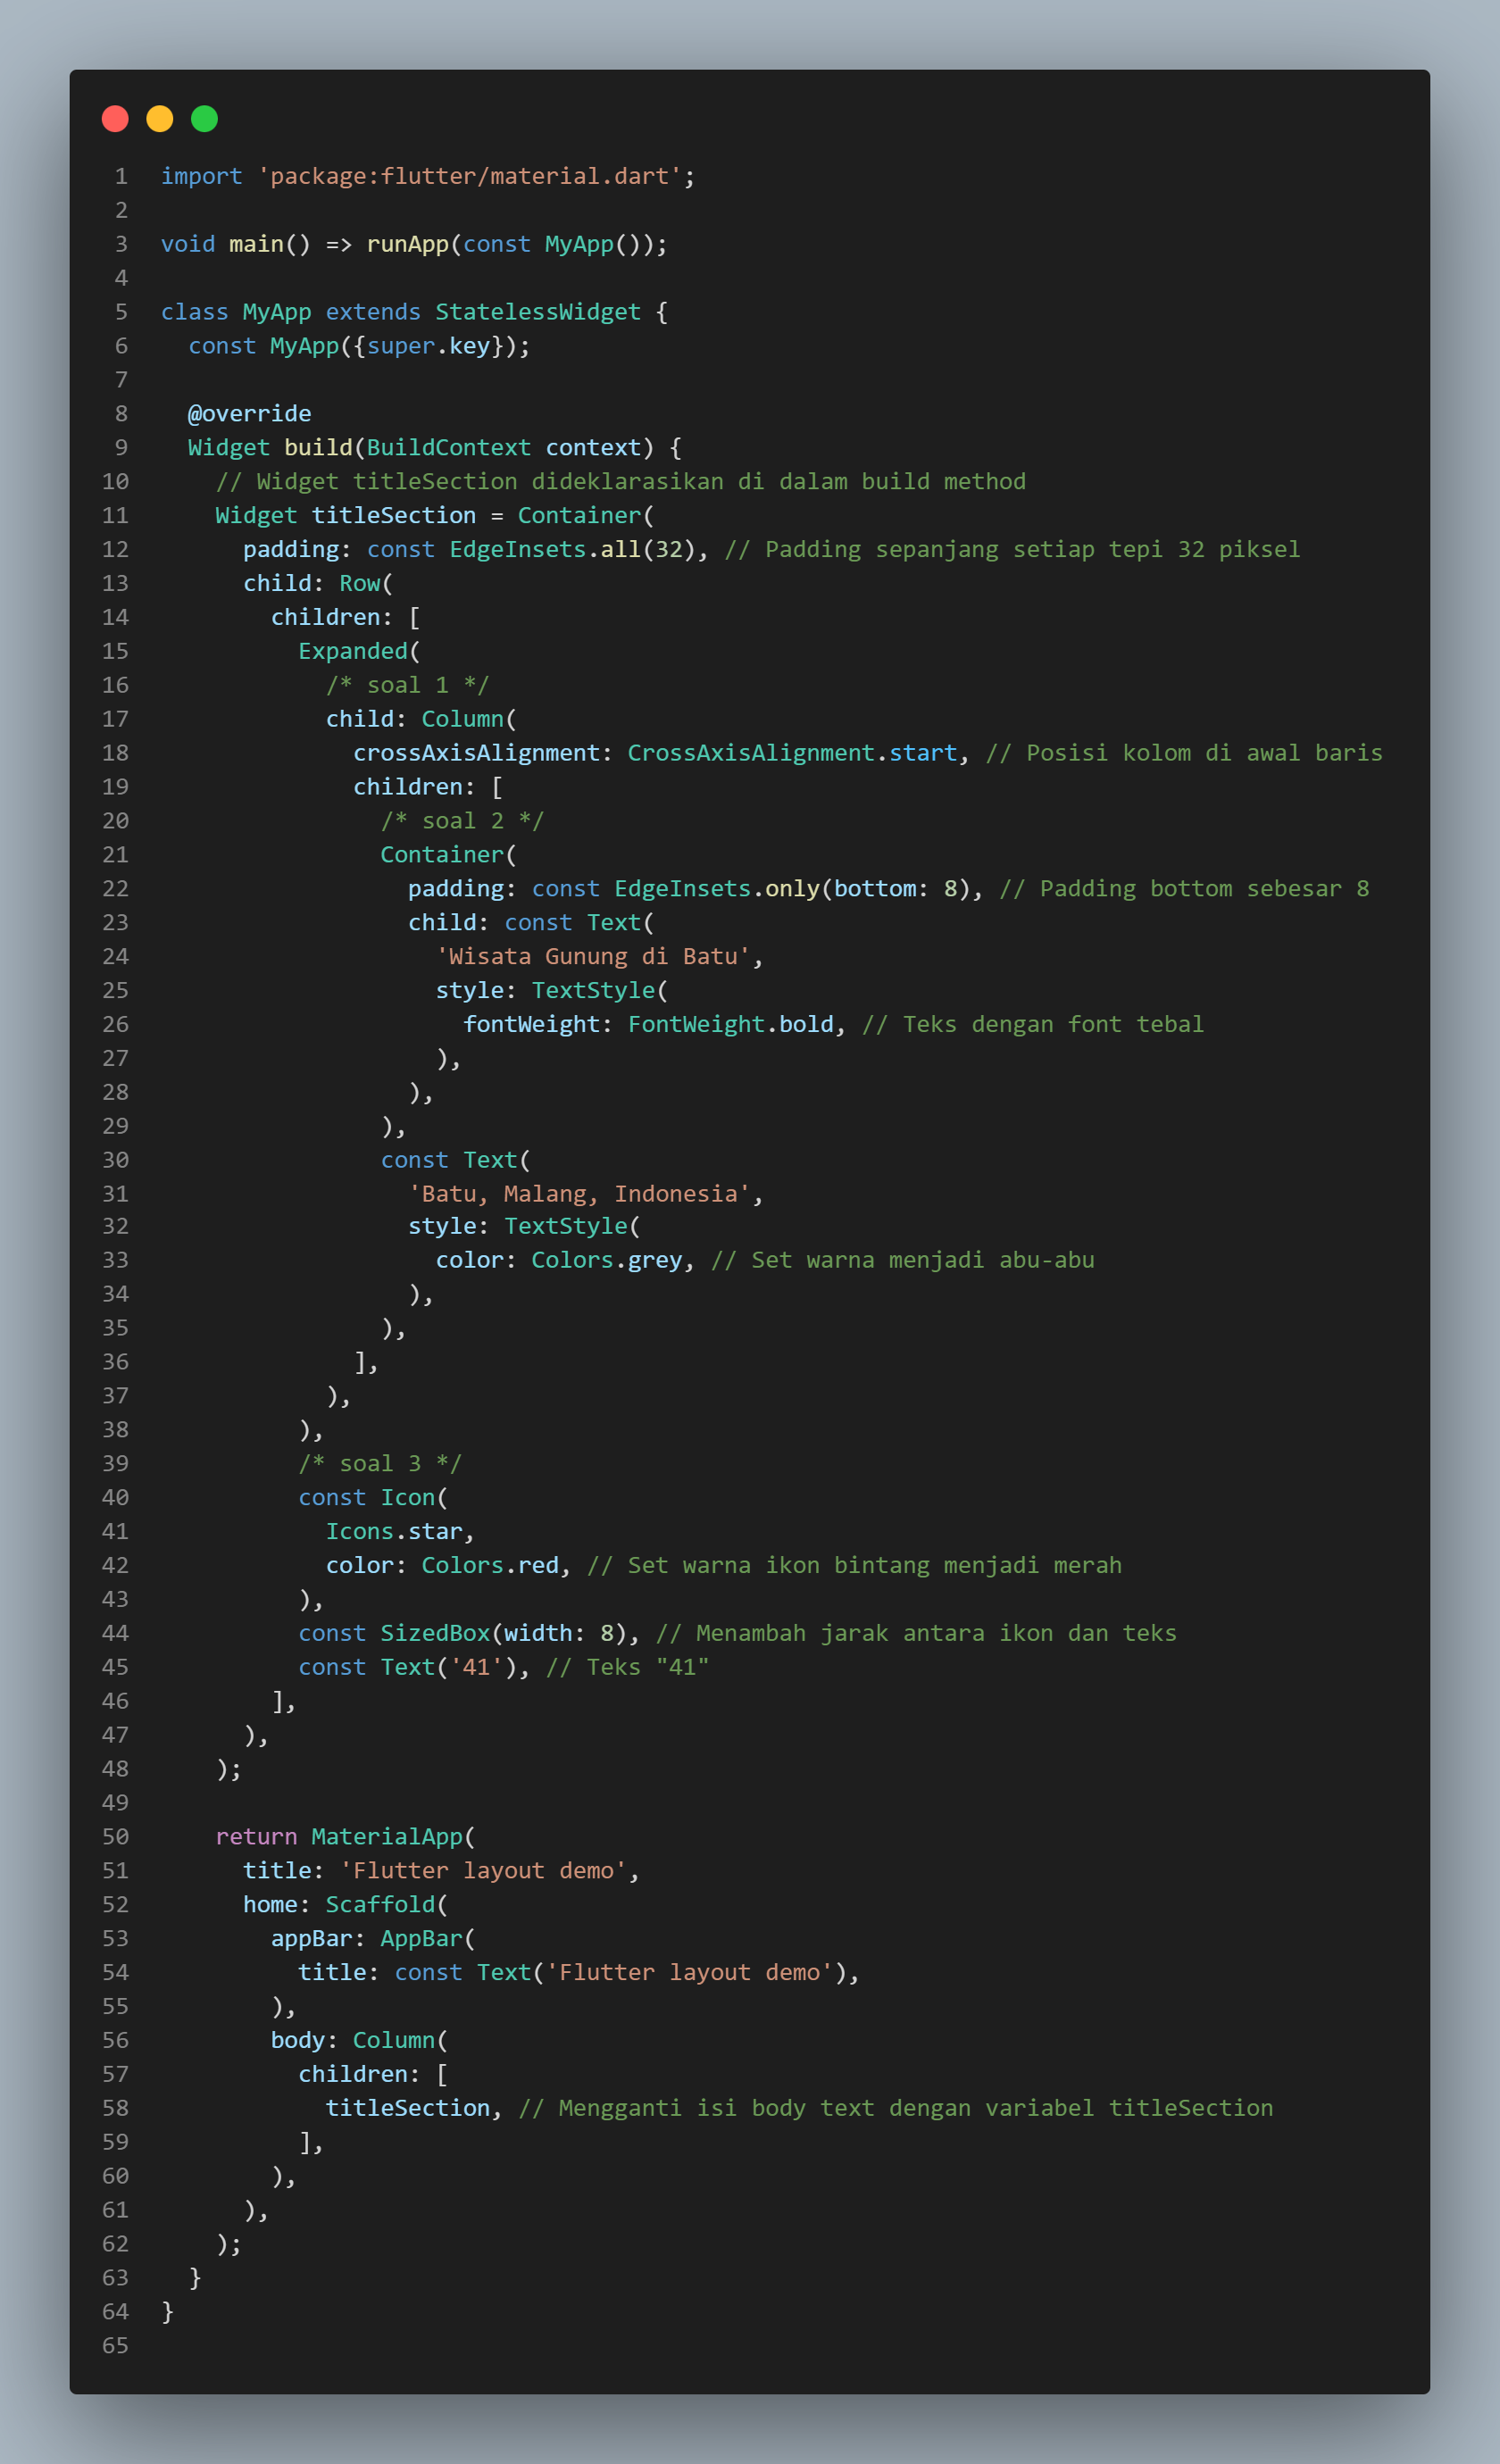 1 import 'package:flutter/material.dart';
2
3 void main() => runApp(const MyApp());
4
5 class MyApp extends StatelessWidget {
6   const MyApp({super.key});
7
8   @override
9   Widget build(BuildContext context) {
10     // Widget titleSection dideklarasikan di dalam build method
11     Widget titleSection = Container(
12       padding: const EdgeInsets.all(32), // Padding sepanjang setiap tepi 32 piksel
13       child: Row(
14         children: [
15           Expanded(
16             /* soal 1 */
17             child: Column(
18               crossAxisAlignment: CrossAxisAlignment.start, // Posisi kolom di awal baris
19               children: [
20                 /* soal 2 */
21                 Container(
22                   padding: const EdgeInsets.only(bottom: 8), // Padding bottom sebesar 8
23                   child: const Text(
24                     'Wisata Gunung di Batu',
25                     style: TextStyle(
26                       fontWeight: FontWeight.bold, // Teks dengan font tebal
27                     ),
28                   ),
29                 ),
30                 const Text(
31                   'Batu, Malang, Indonesia',
32                   style: TextStyle(
33                     color: Colors.grey, // Set warna menjadi abu-abu
34                   ),
35                 ),
36               ],
37             ),
38           ),
39           /* soal 3 */
40           const Icon(
41             Icons.star,
42             color: Colors.red, // Set warna ikon bintang menjadi merah
43           ),
44           const SizedBox(width: 8), // Menambah jarak antara ikon dan teks
45           const Text('41'), // Teks "41"
46         ],
47       ),
48     );
49
50     return MaterialApp(
51       title: 'Flutter layout demo',
52       home: Scaffold(
53         appBar: AppBar(
54           title: const Text('Flutter layout demo'),
55         ),
56         body: Column(
57           children: [
58             titleSection, // Mengganti isi body text dengan variabel titleSection
59           ],
60         ),
61       ),
62     );
63   }
64 }
65